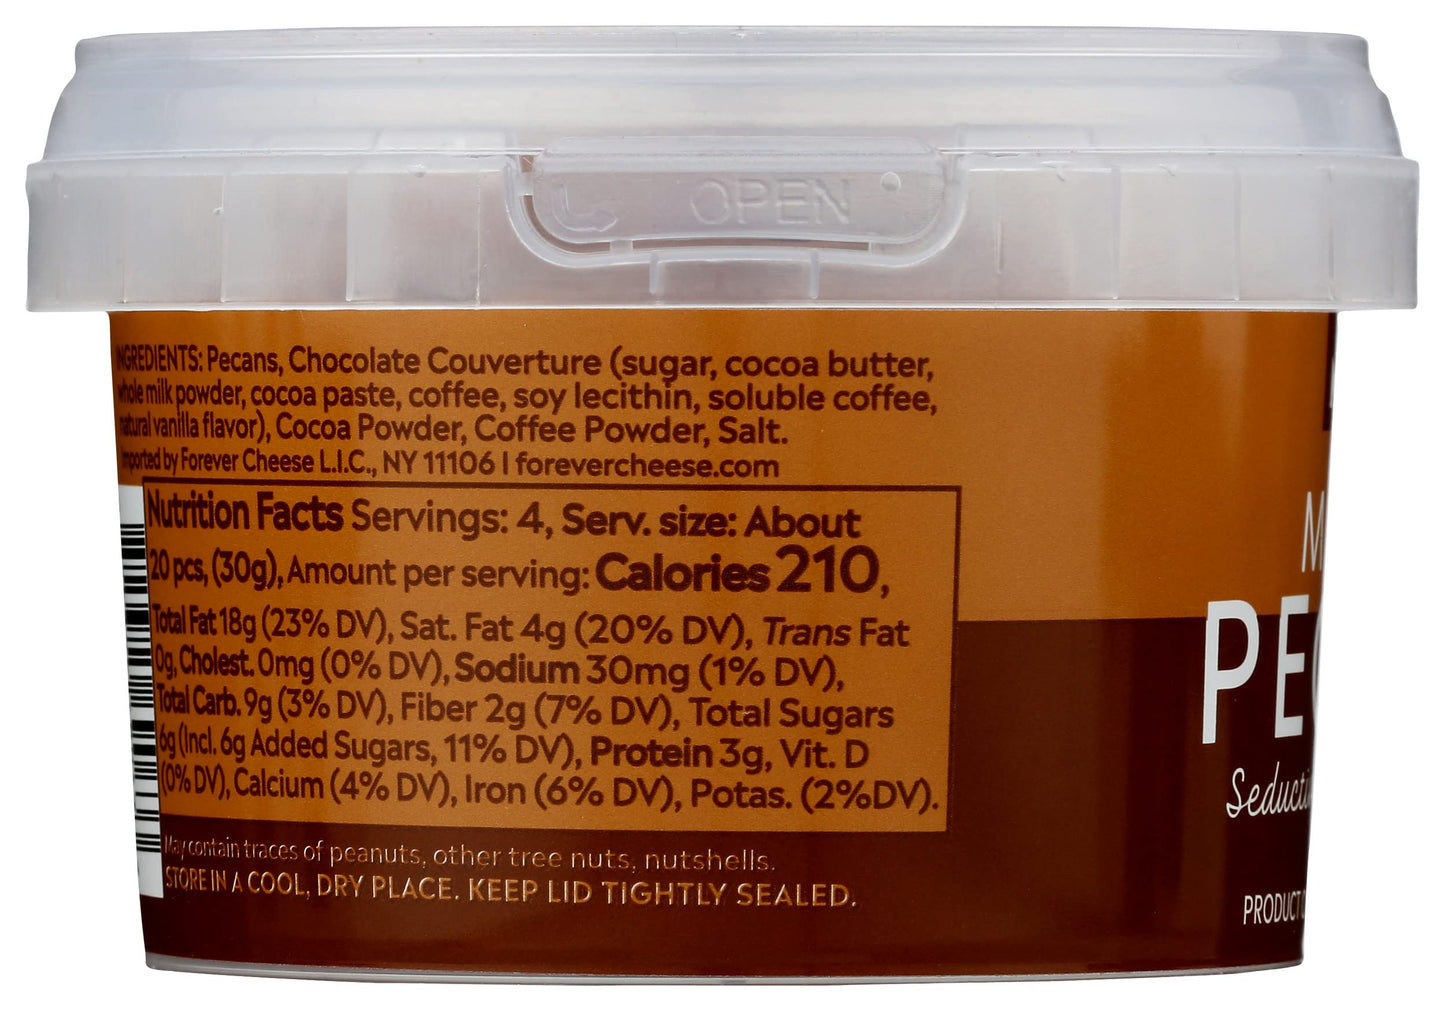 OPEN
INGREDIENTS: Pecans, Chocolate Couverture (sugar, cocoa butter,
whole milk powder, cocoa paste, coffee, soy lecithin, soluble coffee,
natural vanilla flavor), Cocoa Powder, Coffee Powder, Salt.
Imported by Forever Cheese L.I.C., NY 11106 | forevercheese.com
Nutrition Facts Servings: 4, Serv. size: About
20 pcs, (30g), Amount per serving: Calories 210,
Total Fat 18g (23% DV), Sat. Fat 4g (20% DV), Trans Fat
0g, Cholest. 0mg (0% DV), Sodium 30mg (1% DV),
Total Carb. 9g (3% DV), Fiber 2g (7% DV), Total Sugars
6g (Incl. 6g Added Sugars, 11% DV), Protein 3g, Vit. D
(0% DV), Calcium (4% DV), Iron (6% DV), Potas. (2%DV).
May contain traces of peanuts, other tree nuts, nutshells.
STORE IN A COOL, DRY PLACE. KEEP LID TIGHTLY SEALED.
PRODUCT